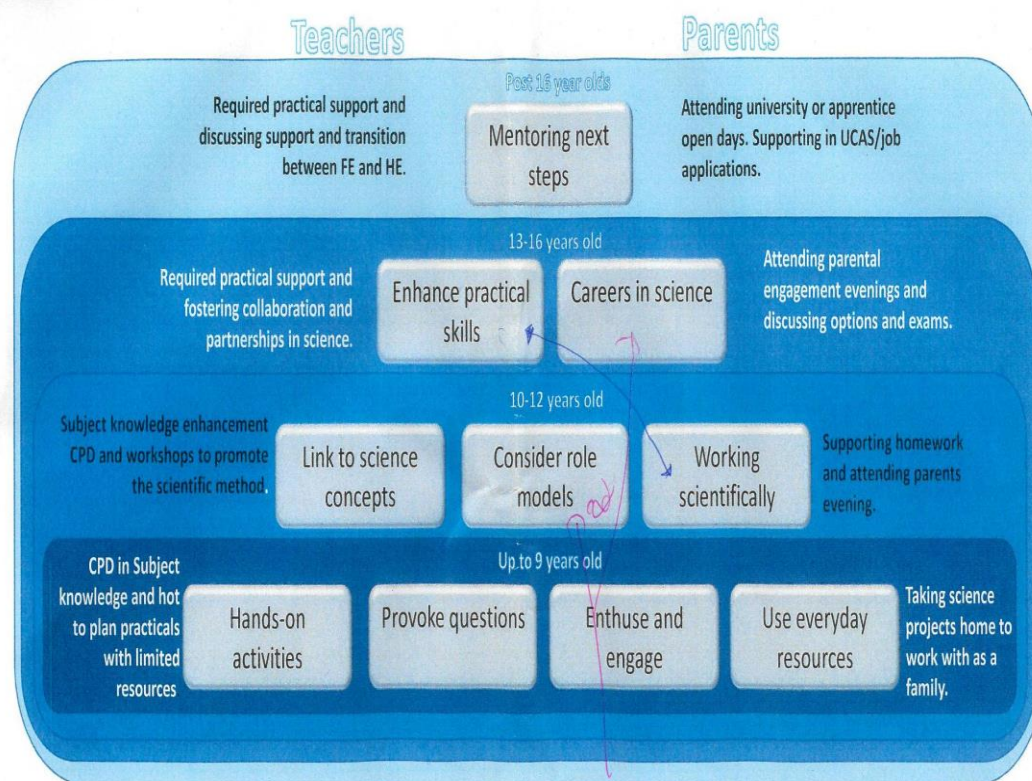 Teachers
Parents
Post 16 year olds
Required practical support and
discussing support and transition
between FE and HE.
Mentoring next
steps
Attending university or apprentice
open days. Supporting in UCAS/job
applications.
13-16 years old
Required practical support and
fostering collaboration and
partnerships in science.
Enhance practical
skills
Careers in science
Attending parental
engagement evenings and
discussing options and exams.
10-12 years old
Subject knowledge enhancement
CPD and workshops to promote
the scientific method.
Link to science
concepts
Consider role
models
Working
scientifically
Supporting homework
and attending parents
evening.
Up to 9 years old
CPD in Subject
knowledge and hot
to plan practicals
with limited
resources
Hands-on
activities
Provoke questions
Enthuse and
engage
Use everyday
resources
Taking science
projects home to
work with as a
family.